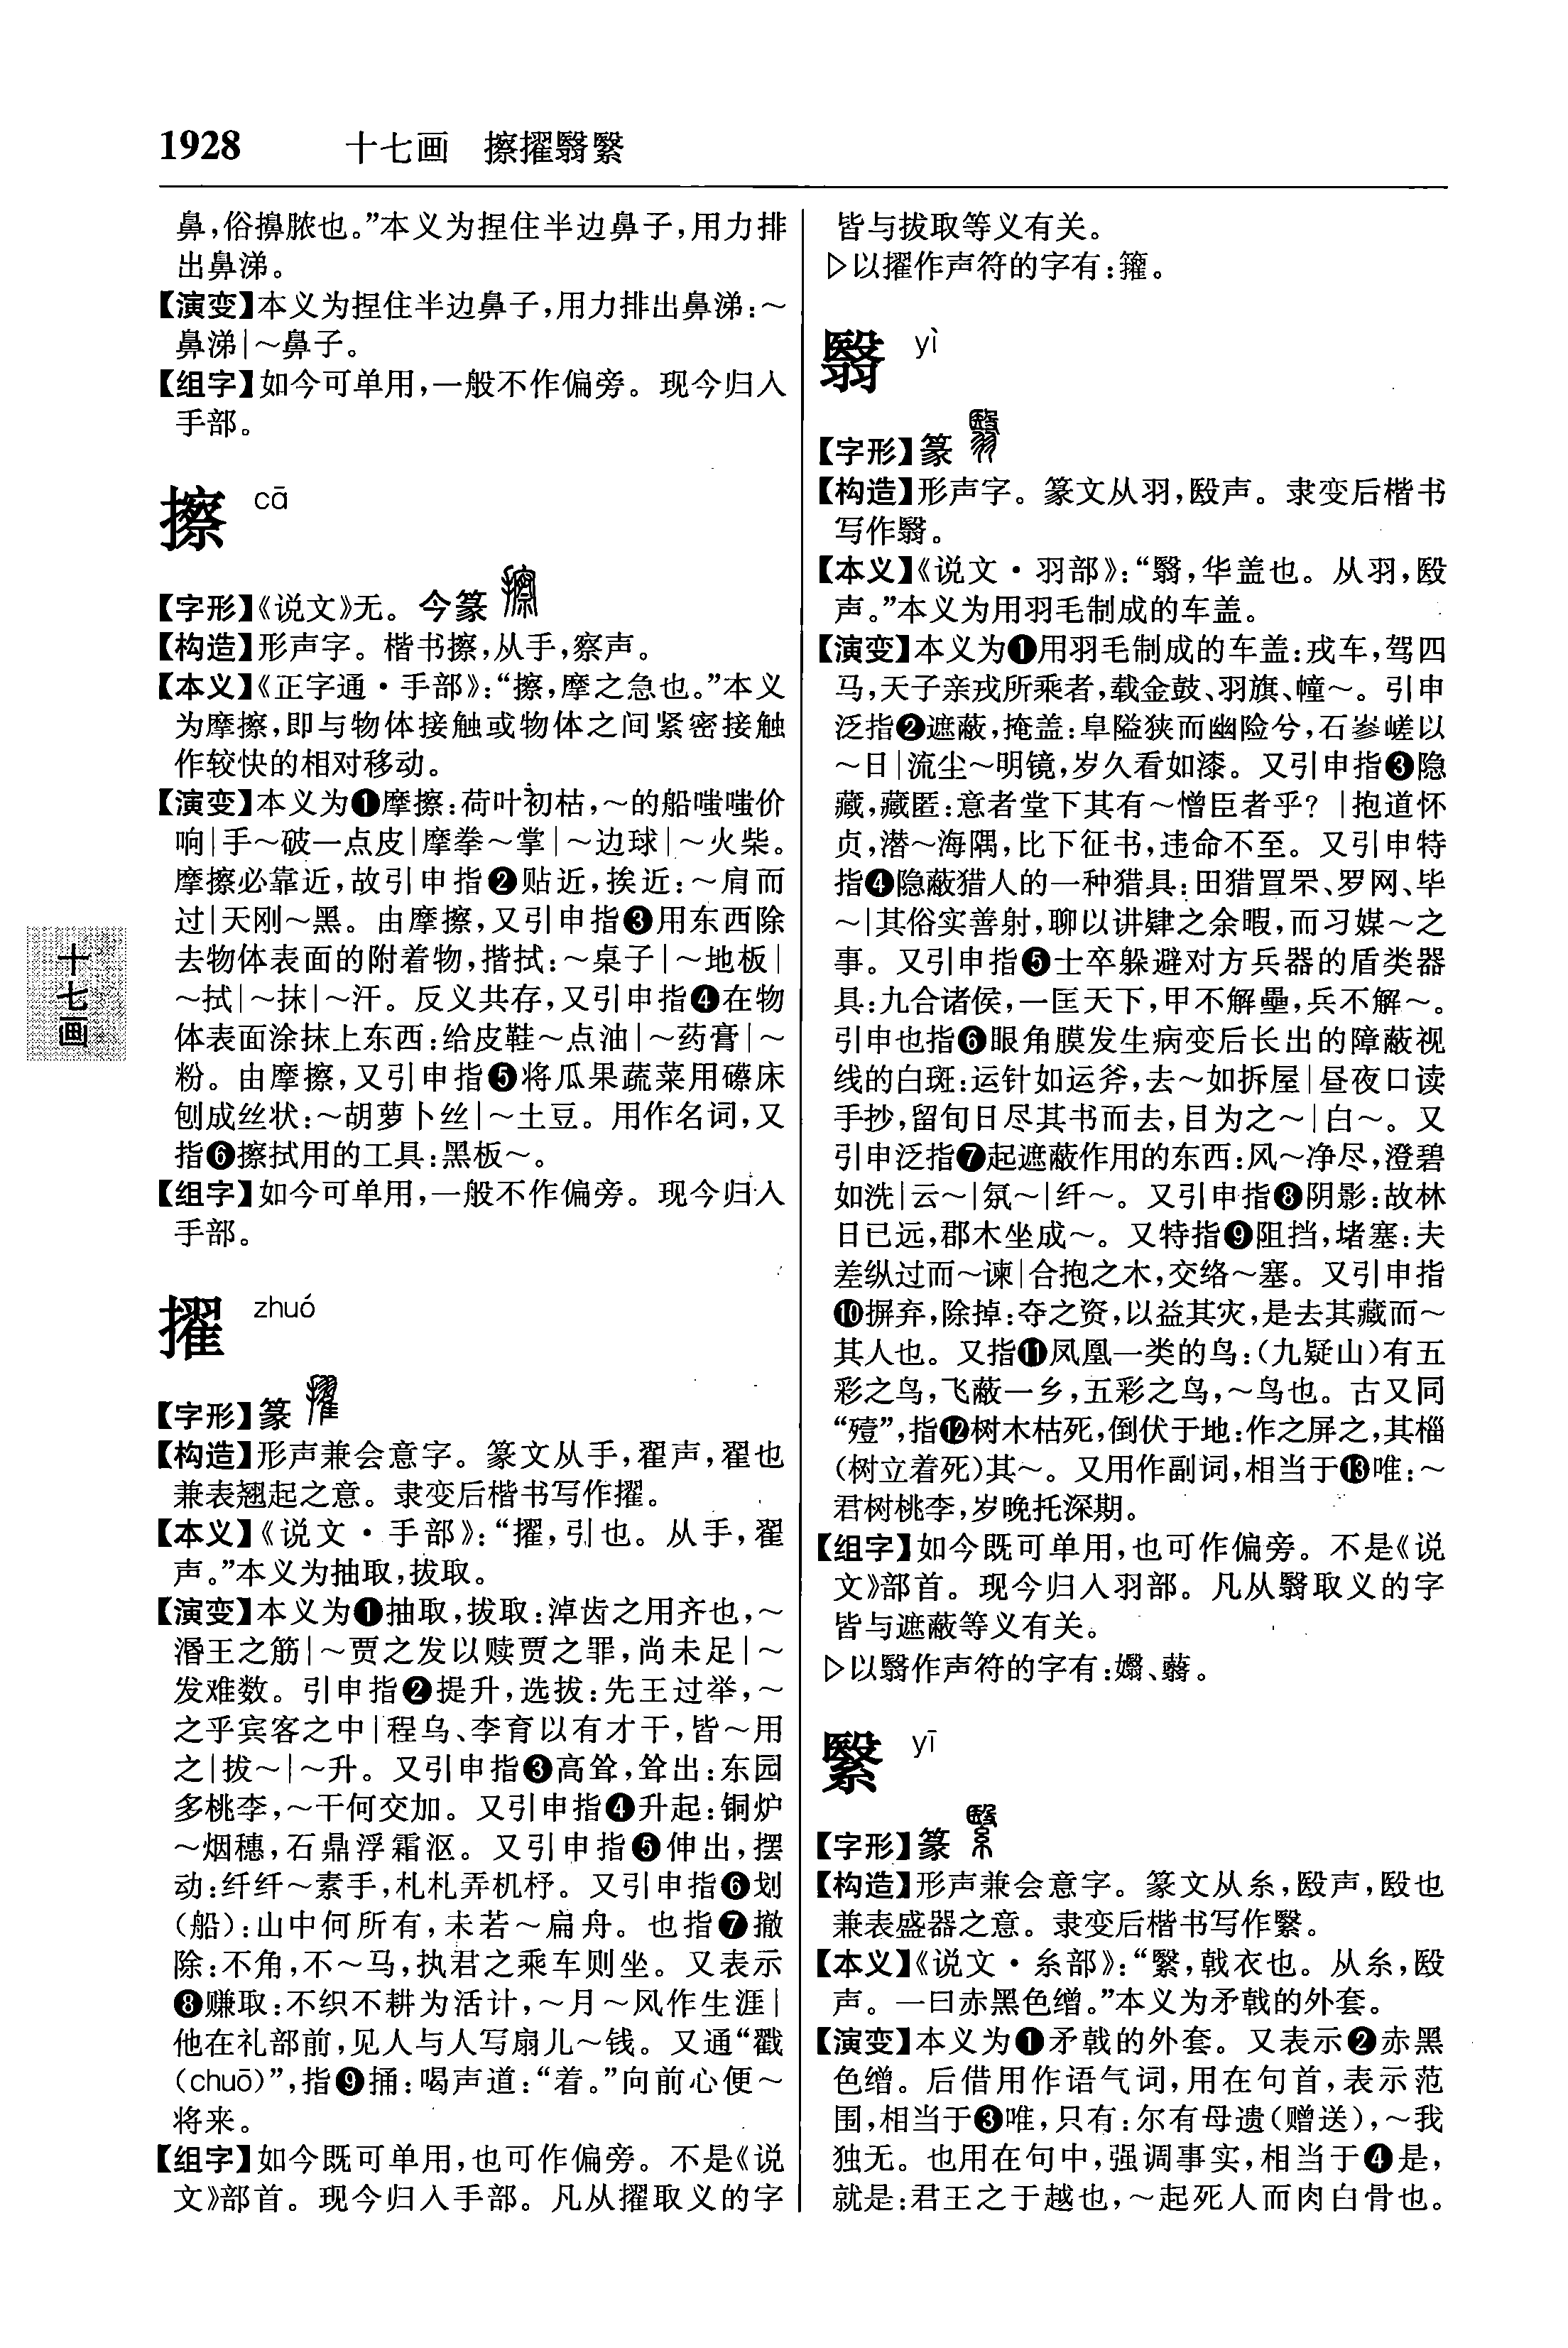 1928 十七画 擦擢翳繄
鼻,俗擤脓也。”本义为捏住半边鼻子,用力排
出鼻涕。
【演变】本义为捏住半边鼻子,用力排出鼻涕:～
鼻涕|～鼻子。
【组字】如今可单用,一般不作偏旁。现今归入
手部。
擦 cā
【字形】《说文》无。今篆
【构造】形声字。楷书擦,从手,察声。
【本义】《正字通·手部》:“擦,摩之急也。”本义
为摩擦,即与物体接触或物体之间紧密接触
作较快的相对移动。
【演变】本义为❶摩擦:荷叶初枯,～的船嗤嗤价
响|手～破一点皮|摩拳～掌|～边球|～火柴。
摩擦必靠近,故引申指❷贴近,挨近:～肩而
过|天刚～黑。由摩擦,又引申指❸用东西除
去物体表面的附着物,揩拭:～桌子|～地板|
～拭|～抹|～汗。反义共存,又引申指❹在物
体表面涂抹上东西:给皮鞋～点油|～药膏|～
粉。由摩擦,又引申指❺将瓜果蔬菜用礤床
刨成丝状:～胡萝卜丝|～土豆。用作名词,又
指❻擦拭用的工具:黑板～。
【组字】如今可单用,一般不作偏旁。现今归入
手部。
擢 zhuó
【字形】篆
【构造】形声兼会意字。篆文从手,翟声,翟也
兼表翘起之意。隶变后楷书写作擢。
【本义】《说文·手部》:“擢,引也。从手,翟
声。”本义为抽取,拔取。
【演变】本义为❶抽取,拔取:淖齿之用齐也,～
湣王之筋|～贾之发以赎贾之罪,尚未足|～
发难数。引申指❷提升,选拔:先王过举,～
之乎宾客之中|程乌、李育以有才干,皆～用
之|拔～|～升。又引申指❸高耸,耸出:东园
多桃李,～干何交加。又引申指❹升起:铜炉
～烟穗,石鼎浮霜沤。又引申指❺伸出,摆
动:纤纤～素手,札札弄机杼。又引申指❻划
(船):山中何所有,未若～扁舟。也指❼撤
除:不角,不～马,执君之乘车则坐。又表示
❽赚取:不织不耕为活计,～月～风作生涯|
他在礼部前,见人与人写扇儿～钱。又通“戳
(chuō)”,指❾捅:喝声道:“着。”向前心便～
将来。
【组字】如今既可单用,也可作偏旁。不是《说
文》部首。现今归入手部。凡从擢取义的字
皆与拔取等义有关。
▷以擢作声符的字有:籗。
翳 yì
【字形】篆
【构造】形声字。篆文从羽,殹声。隶变后楷书
写作翳。
【本义】《说文·羽部》:“翳,华盖也。从羽,殹
声。”本义为用羽毛制成的车盖。
【演变】本义为❶用羽毛制成的车盖:戎车,驾四
马,天子亲戎所乘者,载金鼓、羽旗、幢～。引申
泛指❷遮蔽,掩盖:阜隘狭而幽险兮,石嵾嵯以
～日|流尘～明镜,岁久看如漆。又引申指❸隐
藏,藏匿:意者堂下其有～憎臣者乎?|抱道怀
贞,潜～海隅,比下征书,违命不至。又引申特
指❹隐蔽猎人的一种猎具:田猎罝罘、罗网、毕
～|其俗实善射,聊以讲肄之余暇,而习媒～之
事。又引申指❺士卒躲避对方兵器的盾类器
具:九合诸侯,一匡天下,甲不解壘,兵不解～。
引申也指❻眼角膜发生病变后长出的障蔽视
线的白斑:运针如运斧,去～如拆屋|昼夜口读
手抄,留旬日尽其书而去,目为之～|白～。又
引申泛指❼起遮蔽作用的东西:风～净尽,澄碧
如洗|云～|氛～|纤～。又引申指❽阴影:故林
日已远,郡木坐成～。又特指❾阻挡,堵塞:夫
差纵过而～谏|合抱之木,交络～塞。又引申指
❿摒弃,除掉:夺之资,以益其灾,是去其藏而～
其人也。又指⓫凤凰一类的鸟:(九疑山)有五
彩之鸟,飞蔽一乡,五彩之鸟,～鸟也。古又同
“殪”,指⓬树木枯死,倒伏于地:作之屏之,其椔
(树立着死)其～。又用作副词,相当于⓭唯:～
君树桃李,岁晚托深期。
【组字】如今既可单用,也可作偏旁。不是《说
文》部首。现今归入羽部。凡从翳取义的字
皆与遮蔽等义有关。
▷以翳作声符的字有:嬑、蘙。
繄 yī
【字形】篆
【构造】形声兼会意字。篆文从糸,殹声,殹也
兼表盛器之意。隶变后楷书写作繄。
【本义】《说文·糸部》:“繄,戟衣也。从糸,殹
声。一曰赤黑色缯。”本义为矛戟的外套。
【演变】本义为❶矛戟的外套。又表示❷赤黑
色缯。后借用作语气词,用在句首,表示范
围,相当于❸唯,只有:尔有母遗(赠送),～我
独无。也用在句中,强调事实,相当于❹是,
就是:君王之于越也,～起死人而肉白骨也。
十七画